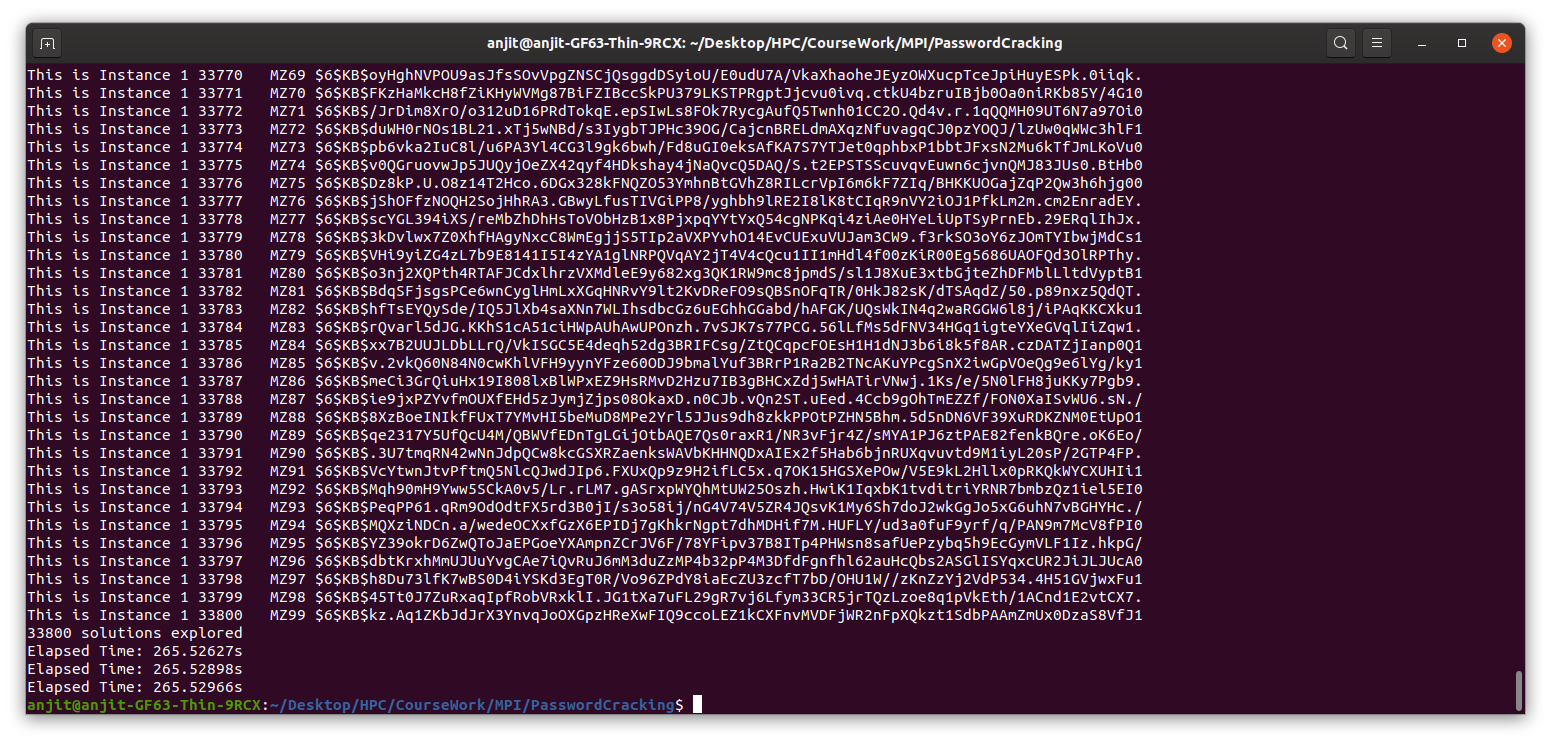 anjit@anjit-GF63-Thin-9RCX: ~/Desktop/HPC/CourseWork/MPI/PasswordCracking
This is Instance 1 33770   MZ69 $6$KB$oyHghNVPOU9asJfsSOvVpgZNSCjQsggdDSyioU/E0udU7A/VkaXhaoheJEyzOWXucpTceJpiHuyESPk.0iiqk.
This is Instance 1 33771   MZ70 $6$KB$FKzHaMkcH8fZiKHyWVMg87BiFZIBccSkPU379LKSTPRgptJjcvu0ivq.ctkU4bzruIBjb0Oa0niRKb85Y/4G10
This is Instance 1 33772   MZ71 $6$KB$/JrDim8XrO/o312uD16PRdTokqE.epSIwLs8FOk7RycgAufQ5Twnh01CC2O.Qd4v.r.1qQQMH09UT6N7a97Oi0
This is Instance 1 33773   MZ72 $6$KB$duWH0rNOs1BL21.xTj5wNBd/s3IygbTJPHc39OG/CajcnBRELdmAXqzNfuvagqCJ0pzYOQJ/lzUw0qWWc3hlF1
This is Instance 1 33774   MZ73 $6$KB$pb6vka2IuC8l/u6PA3Yl4CG3l9gk6bwh/Fd8uGI0eksAfKA7S7YTJet0qphbxP1bbtJFxsN2Mu6kTfJmLKoVu0
This is Instance 1 33775   MZ74 $6$KB$v0QGruovwJp5JUQyjOeZX42qyf4HDkshay4jNaQvcQ5DAQ/S.t2EPSTSScuvqvEuwn6cjvnQMJ83JUs0.BtHb0
This is Instance 1 33776   MZ75 $6$KB$Dz8kP.U.O8z14T2Hco.6DGx328kFNQZO53YmhnBtGVhZ8RILcrVpI6m6kF7ZIq/BHKKUOGajZqP2Qw3h6hjg00
This is Instance 1 33777   MZ76 $6$KB$jShOFfzNOQH2SojHhRA3.GBwyLfusTIVGiPP8/yghbh9lRE2I8lK8tCIqR9nVY2iOJ1PfkLm2m.cm2EnradEY.
This is Instance 1 33778   MZ77 $6$KB$scYGL394iXS/reMbZhDhHsToVObHzB1x8PjxpqYYtYxQ54cgNPKqi4ziAe0HYeLiUpTSyPrnEb.29ERqlIhJx.
This is Instance 1 33779   MZ78 $6$KB$3kDvlwx7Z0XhfHAgyNxcC8WmEgjjS5TIp2aVXPYvhO14EvCUExuVUJam3CW9.f3rkSO3oY6zJOmTYIbwjMdCs1
This is Instance 1 33780   MZ79 $6$KB$VHi9yiZG4zL7b9E8141I5I4zYA1glNRPQVqAY2jT4V4cQcu1II1mHdl4f00zKiR00Eg5686UAOFQd3OlRPThy.
This is Instance 1 33781   MZ80 $6$KB$o3nj2XQPth4RTAFJCdxlhrzVXMdleE9y682xg3QK1RW9mc8jpmdS/sl1J8XuE3xtbGjteZhDFMblLltdVyptB1
This is Instance 1 33782   MZ81 $6$KB$BdqSFjsgsPCe6wnCyglHmLxXGqHNRvY9lt2KvDReFO9sQBSnOFqTR/0HkJ82sK/dTSAqdZ/50.p89nxz5QdQT.
This is Instance 1 33783   MZ82 $6$KB$hfTsEYQySde/IQ5JlXb4saXNn7WLIhsdbcGz6uEGhhGGabd/hAFGK/UQsWkIN4q2waRGGW6l8j/iPAqKKCXku1
This is Instance 1 33784   MZ83 $6$KB$rQvarl5dJG.KKhS1cA51ciHWpAUhAwUPOnzh.7vSJK7s77PCG.56lLfMs5dFNV34HGq1igteYXeGVqlIiZqw1.
This is Instance 1 33785   MZ84 $6$KB$xx7B2UUJLDbLLrQ/VkISGC5E4deqh52dg3BRIFCsg/ZtQCqpcFOEsH1H1dNJ3b6i8k5f8AR.czDATZjIanp0Q1
This is Instance 1 33786   MZ85 $6$KB$v.2vkQ60N84N0cwKhlVFH9yynYFze60ODJ9bmalYuf3BRrP1Ra2B2TNcAKuYPcgSnX2iwGpVOeQg9e6lYg/ky1
This is Instance 1 33787   MZ86 $6$KB$meCi3GrQiuHx19I808lxBlWPxEZ9HsRMvD2Hzu7IB3gBHCxZdj5wHATirVNwj.1Ks/e/5N0lFH8juKKy7Pgb9.
This is Instance 1 33788   MZ87 $6$KB$ie9jxPZYvfmOUXfEHd5zJymjZjps08OkaxD.n0CJb.vQn2ST.uEed.4Ccb9gOhTmEZZf/FON0XaISvWU6.sN./
This is Instance 1 33789   MZ88 $6$KB$8XzBoeINIkfFUxT7YMvHI5beMuD8MPe2Yrl5JJus9dh8zkkPPOtPZHN5Bhm.5d5nDN6VF39XuRDKZNM0EtUpO1
This is Instance 1 33790   MZ89 $6$KB$qe2317Y5UfQcU4M/QBWVfEDnTgLGijOtbAQE7Qs0raxR1/NR3vFjr4Z/sMYA1PJ6ztPAE82fenkBQre.oK6Eo/
This is Instance 1 33791   MZ90 $6$KB$.3U7tmqRN42wNnJdpQCw8kcGSXRZaenksWAVbKHHNQDxAIEx2f5Hab6bjnRUXqvuvtd9M1iyL20sP/2GTP4FP.
This is Instance 1 33792   MZ91 $6$KB$VcYtwnJtvPftmQ5NlcQJwdJIp6.FXUxQp9z9H2ifLC5x.q7OK15HGSXePOw/V5E9kL2Hllx0pRKQkWYCXUHIi1
This is Instance 1 33793   MZ92 $6$KB$Mqh90mH9Yww5SCkA0v5/Lr.rLM7.gASrxpWYQhMtUW25Oszh.HwiK1IqxbK1tvditriYRNR7bmbzQz1iel5EI0
This is Instance 1 33794   MZ93 $6$KB$PeqPP61.qRm9OdOdtFX5rd3B0jI/s3o58ij/nG4V74V5ZR4JQsvK1My6Sh7doJ2wkGgJo5xG6uhN7vBGHYHc./
This is Instance 1 33795   MZ94 $6$KB$MQXziNDCn.a/wedeOCXxfGzX6EPIDj7gKhkrNgpt7dhMDHif7M.HUFLY/ud3a0fuF9yrf/q/PAN9m7McV8fPI0
This is Instance 1 33796   MZ95 $6$KB$YZ39okrD6ZwQToJaEPGoeYXAmpnZCrJV6F/78YFipv37B8ITp4PHWsn8safUePzybq5h9EcGymVLF1Iz.hkpG/
This is Instance 1 33797   MZ96 $6$KB$dbtKrxhMmUJUuYvgCAe7iQvRuJ6mM3duZzMP4b32pP4M3DfdFgnfhl62auHcQbs2ASGlISYqxcUR2JiJLJUcA0
This is Instance 1 33798   MZ97 $6$KB$h8Du73lfK7wBS0D4iYSKd3EgT0R/Vo96ZPdY8iaEcZU3zcfT7bD/OHU1W//zKnZzYj2VdP534.4H51GVjwxFu1
This is Instance 1 33799   MZ98 $6$KB$45Tt0J7ZuRxaqIpfRobVRxklI.JG1tXa7uFL29gR7vj6Lfym33CR5jrTQzLzoe8q1pVkEth/1ACnd1E2vtCX7.
This is Instance 1 33800   MZ99 $6$KB$kz.Aq1ZKbJdJrX3YnvqJoOXGpzHReXwFIQ9ccoLEZ1kCXFnvMVDFjWR2nFpXQkzt1SdbPAAmZmUx0DzaS8VfJ1
33800 solutions explored
Elapsed Time: 265.52627s
Elapsed Time: 265.52898s
Elapsed Time: 265.52966s
anjit@anjit-GF63-Thin-9RCX:~/Desktop/HPC/CourseWork/MPI/PasswordCracking$